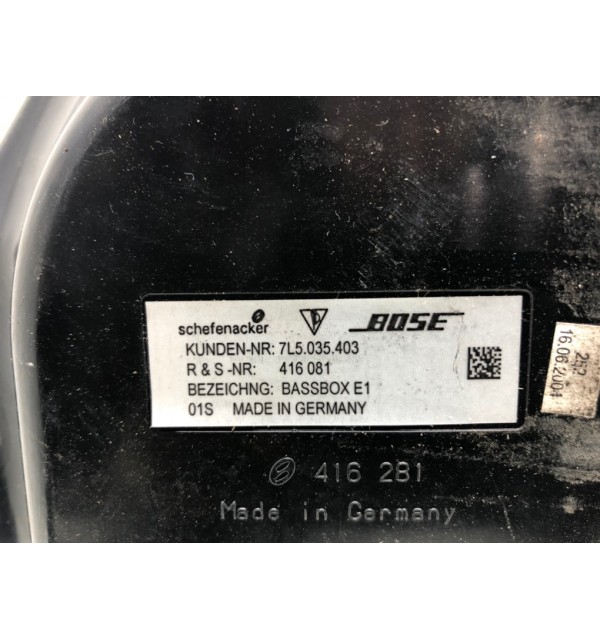 schefenacker BOSE
KUNDEN-NR: 7L5.035.403
R & S -NR: 416 081
BEZEICHNG: BASSBOX E1
01S MADE IN GERMANY
252
16.06.2004
416 281
Made in Germany